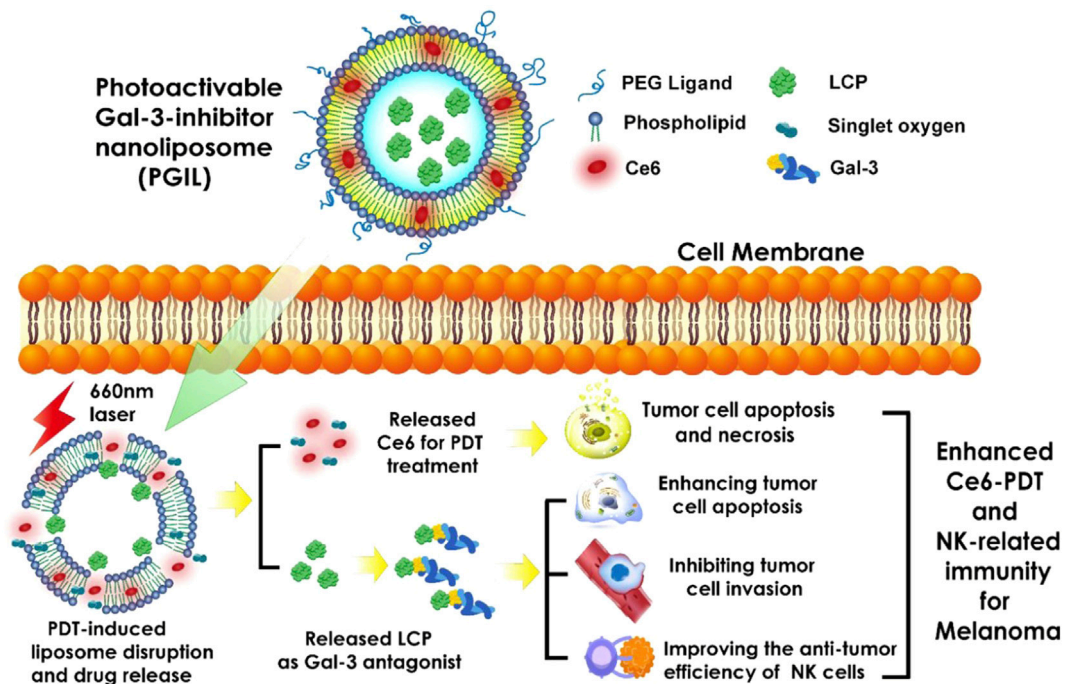 Photoactivable
Gal-3-inhibitor
nanoliposome
(PGIL)
PEG Ligand
LCP
Phospholipid
Singlet oxygen
Ce6
Gal-3
Cell Membrane
660nm
laser
PDT-induced
liposome disruption
and drug release
Released
Ce6 for PDT
treatment
Released LCP
as Gal-3 antagonist
Tumor cell apoptosis
and necrosis
Enhancing tumor
cell apoptosis
Inhibiting tumor
cell invasion
Improving the anti-tumor
efficiency of NK cells
Enhanced
Ce6-PDT
and
NK-related
immunity
for
Melanoma